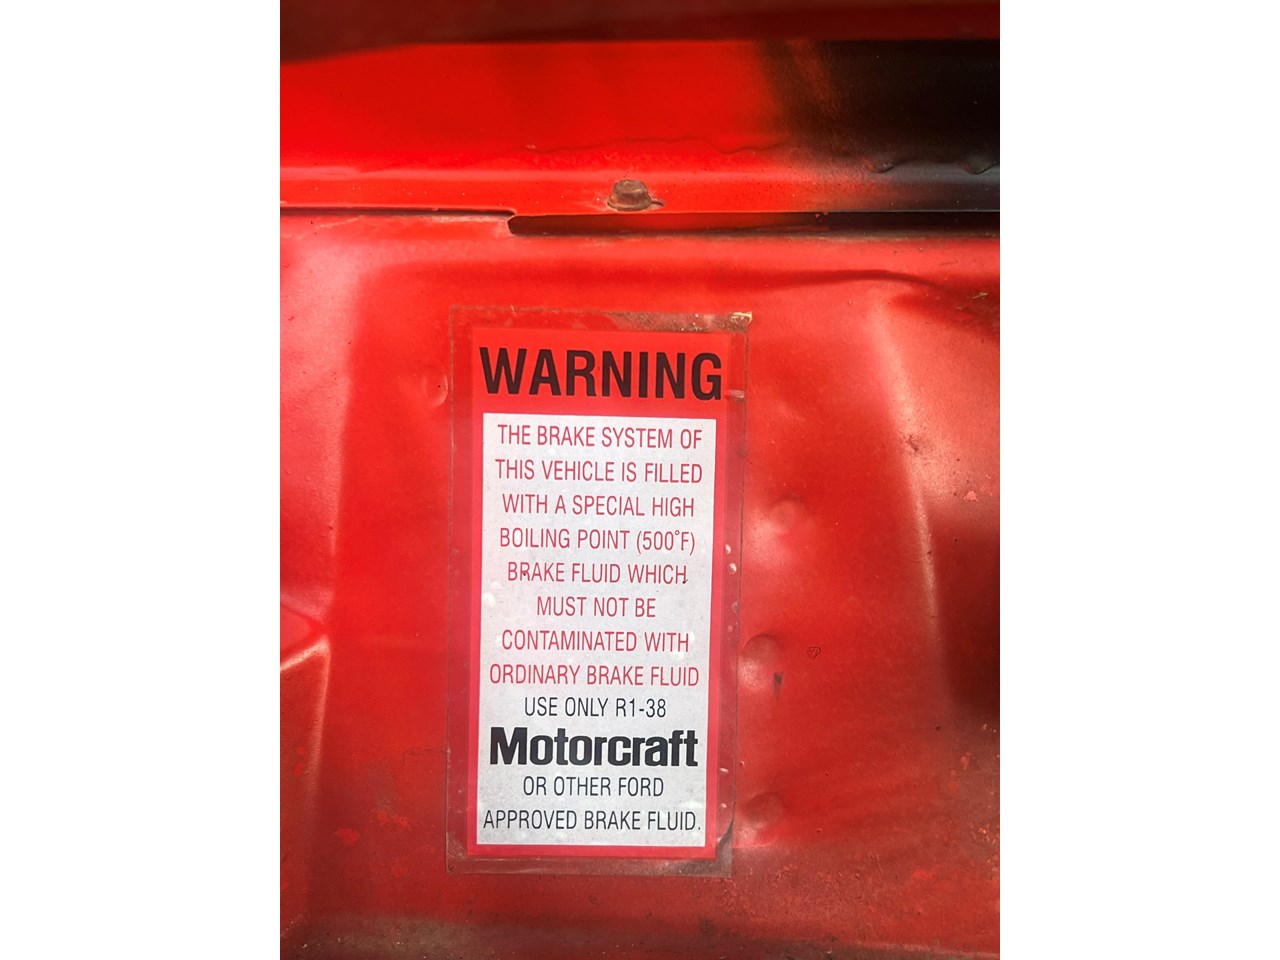 WARNING
THE BRAKE SYSTEM OF
THIS VEHICLE IS FILLED
WITH A SPECIAL HIGH
BOILING POINT (500°F)
BRAKE FLUID WHICH
MUST NOT BE
CONTAMINATED WITH
ORDINARY BRAKE FLUID
USE ONLY R1-38
Motorcraft
OR OTHER FORD
APPROVED BRAKE FLUID.